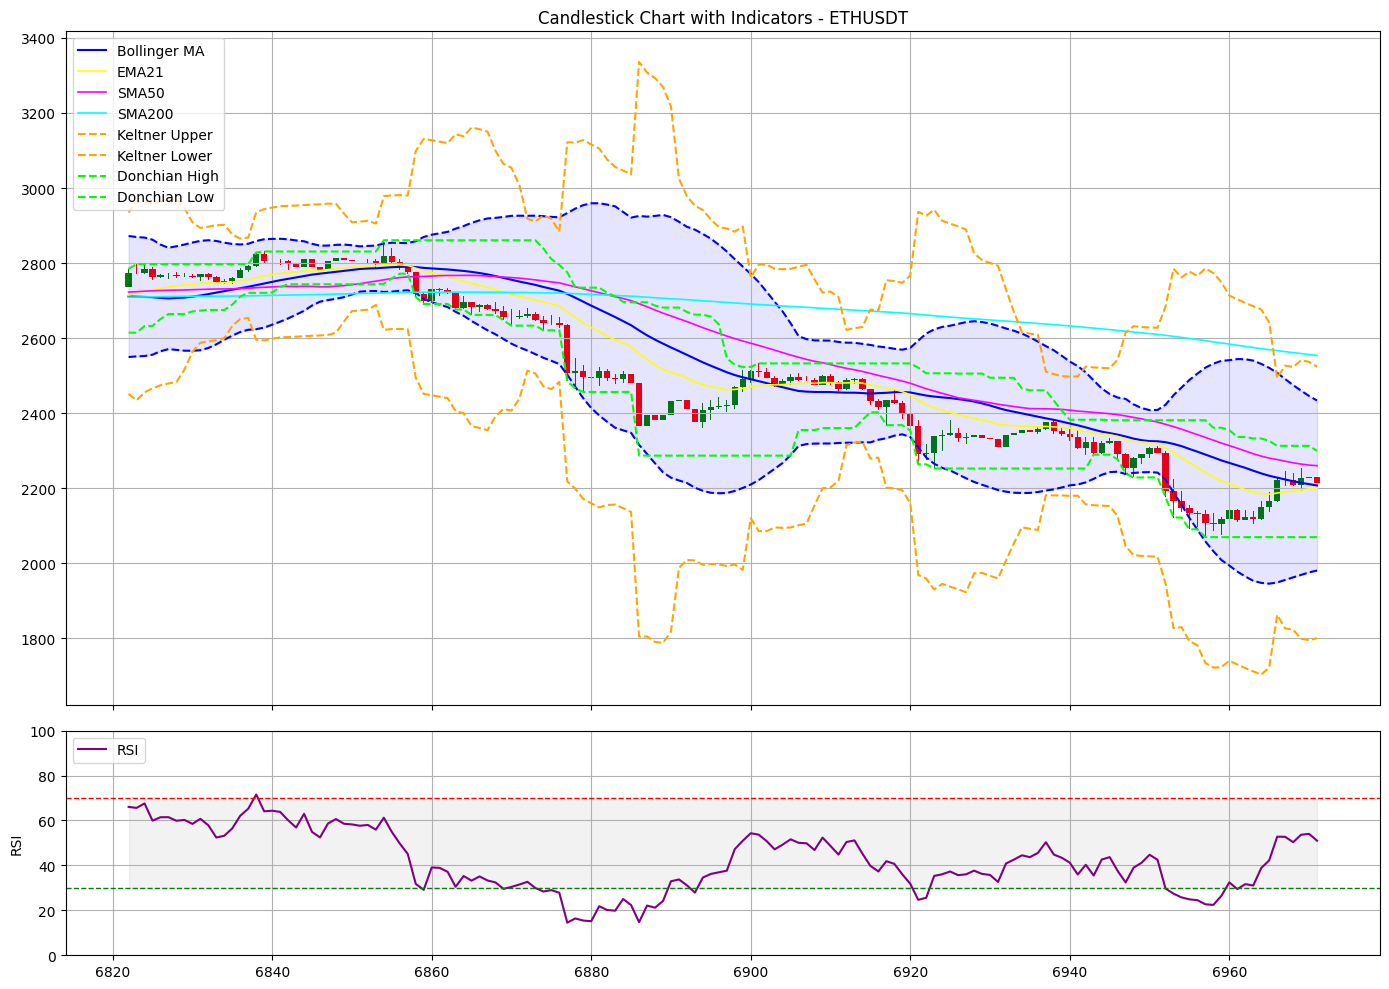 Candlestick Chart with Indicators - ETHUSDT
3400
3200
3000
2800
2600
2400
2200
2000
1800
Bollinger MA
EMA21
SMA50
SMA200
Keltner Upper
Keltner Lower
Donchian High
Donchian Low
100
80
60
40
20
0
RSI
RSI
6820
6840
6860
6880
6900
6920
6940
6960